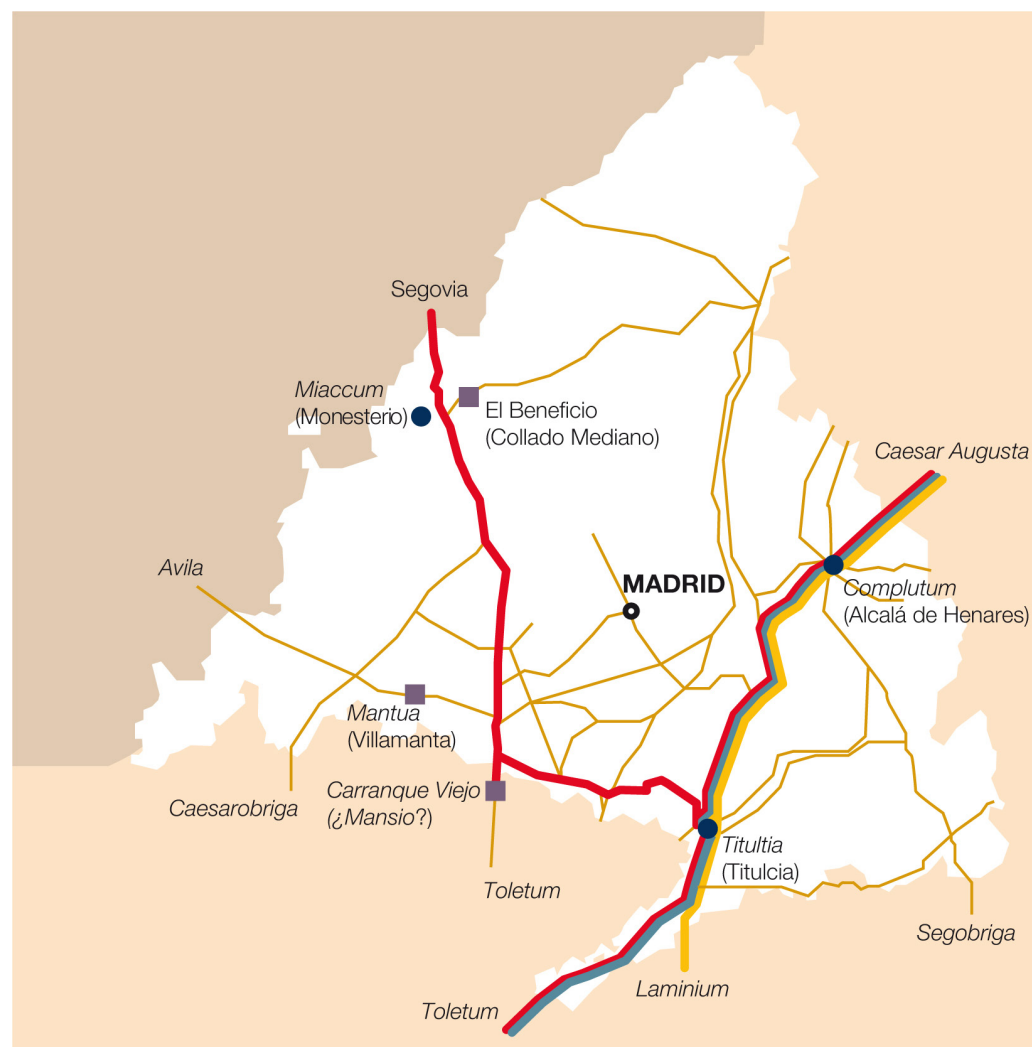 Segovia
Miaccum
(Monesterio)
El Beneficio
(Collado Mediano)
Caesar Augusta
Avila
MADRID
Complutum
(Alcalá de Henares)
Mantua
(Villamanta)
Caesarobriga
Carranque Viejo
(¿Mansio?)
Titultia
(Titulcia)
Toletum
Segobriga
Laminium
Toletum